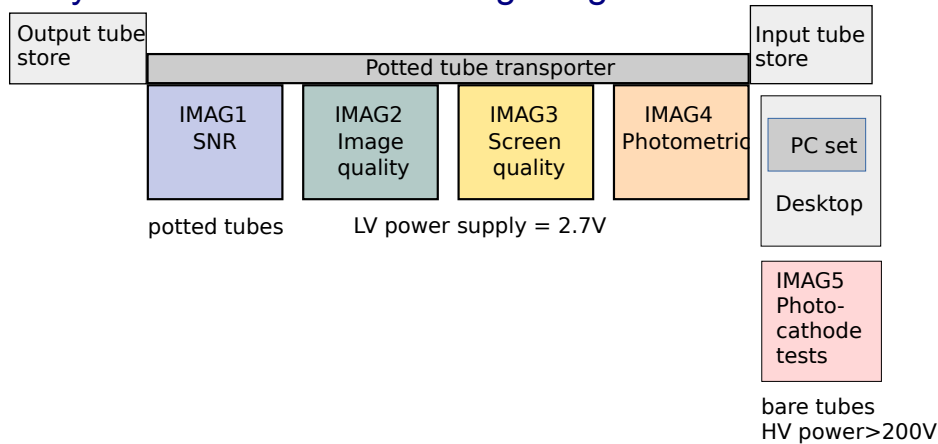 Output tube
store
Input tube
store
Potted tube transporter
IMAG1
SNR
IMAG2
Image
quality
IMAG3
Screen
quality
IMAG4
Photometric
PC set
Desktop
potted tubes
LV power supply = 2.7V
IMAG5
Photo-
cathode
tests
bare tubes
HV power>200V